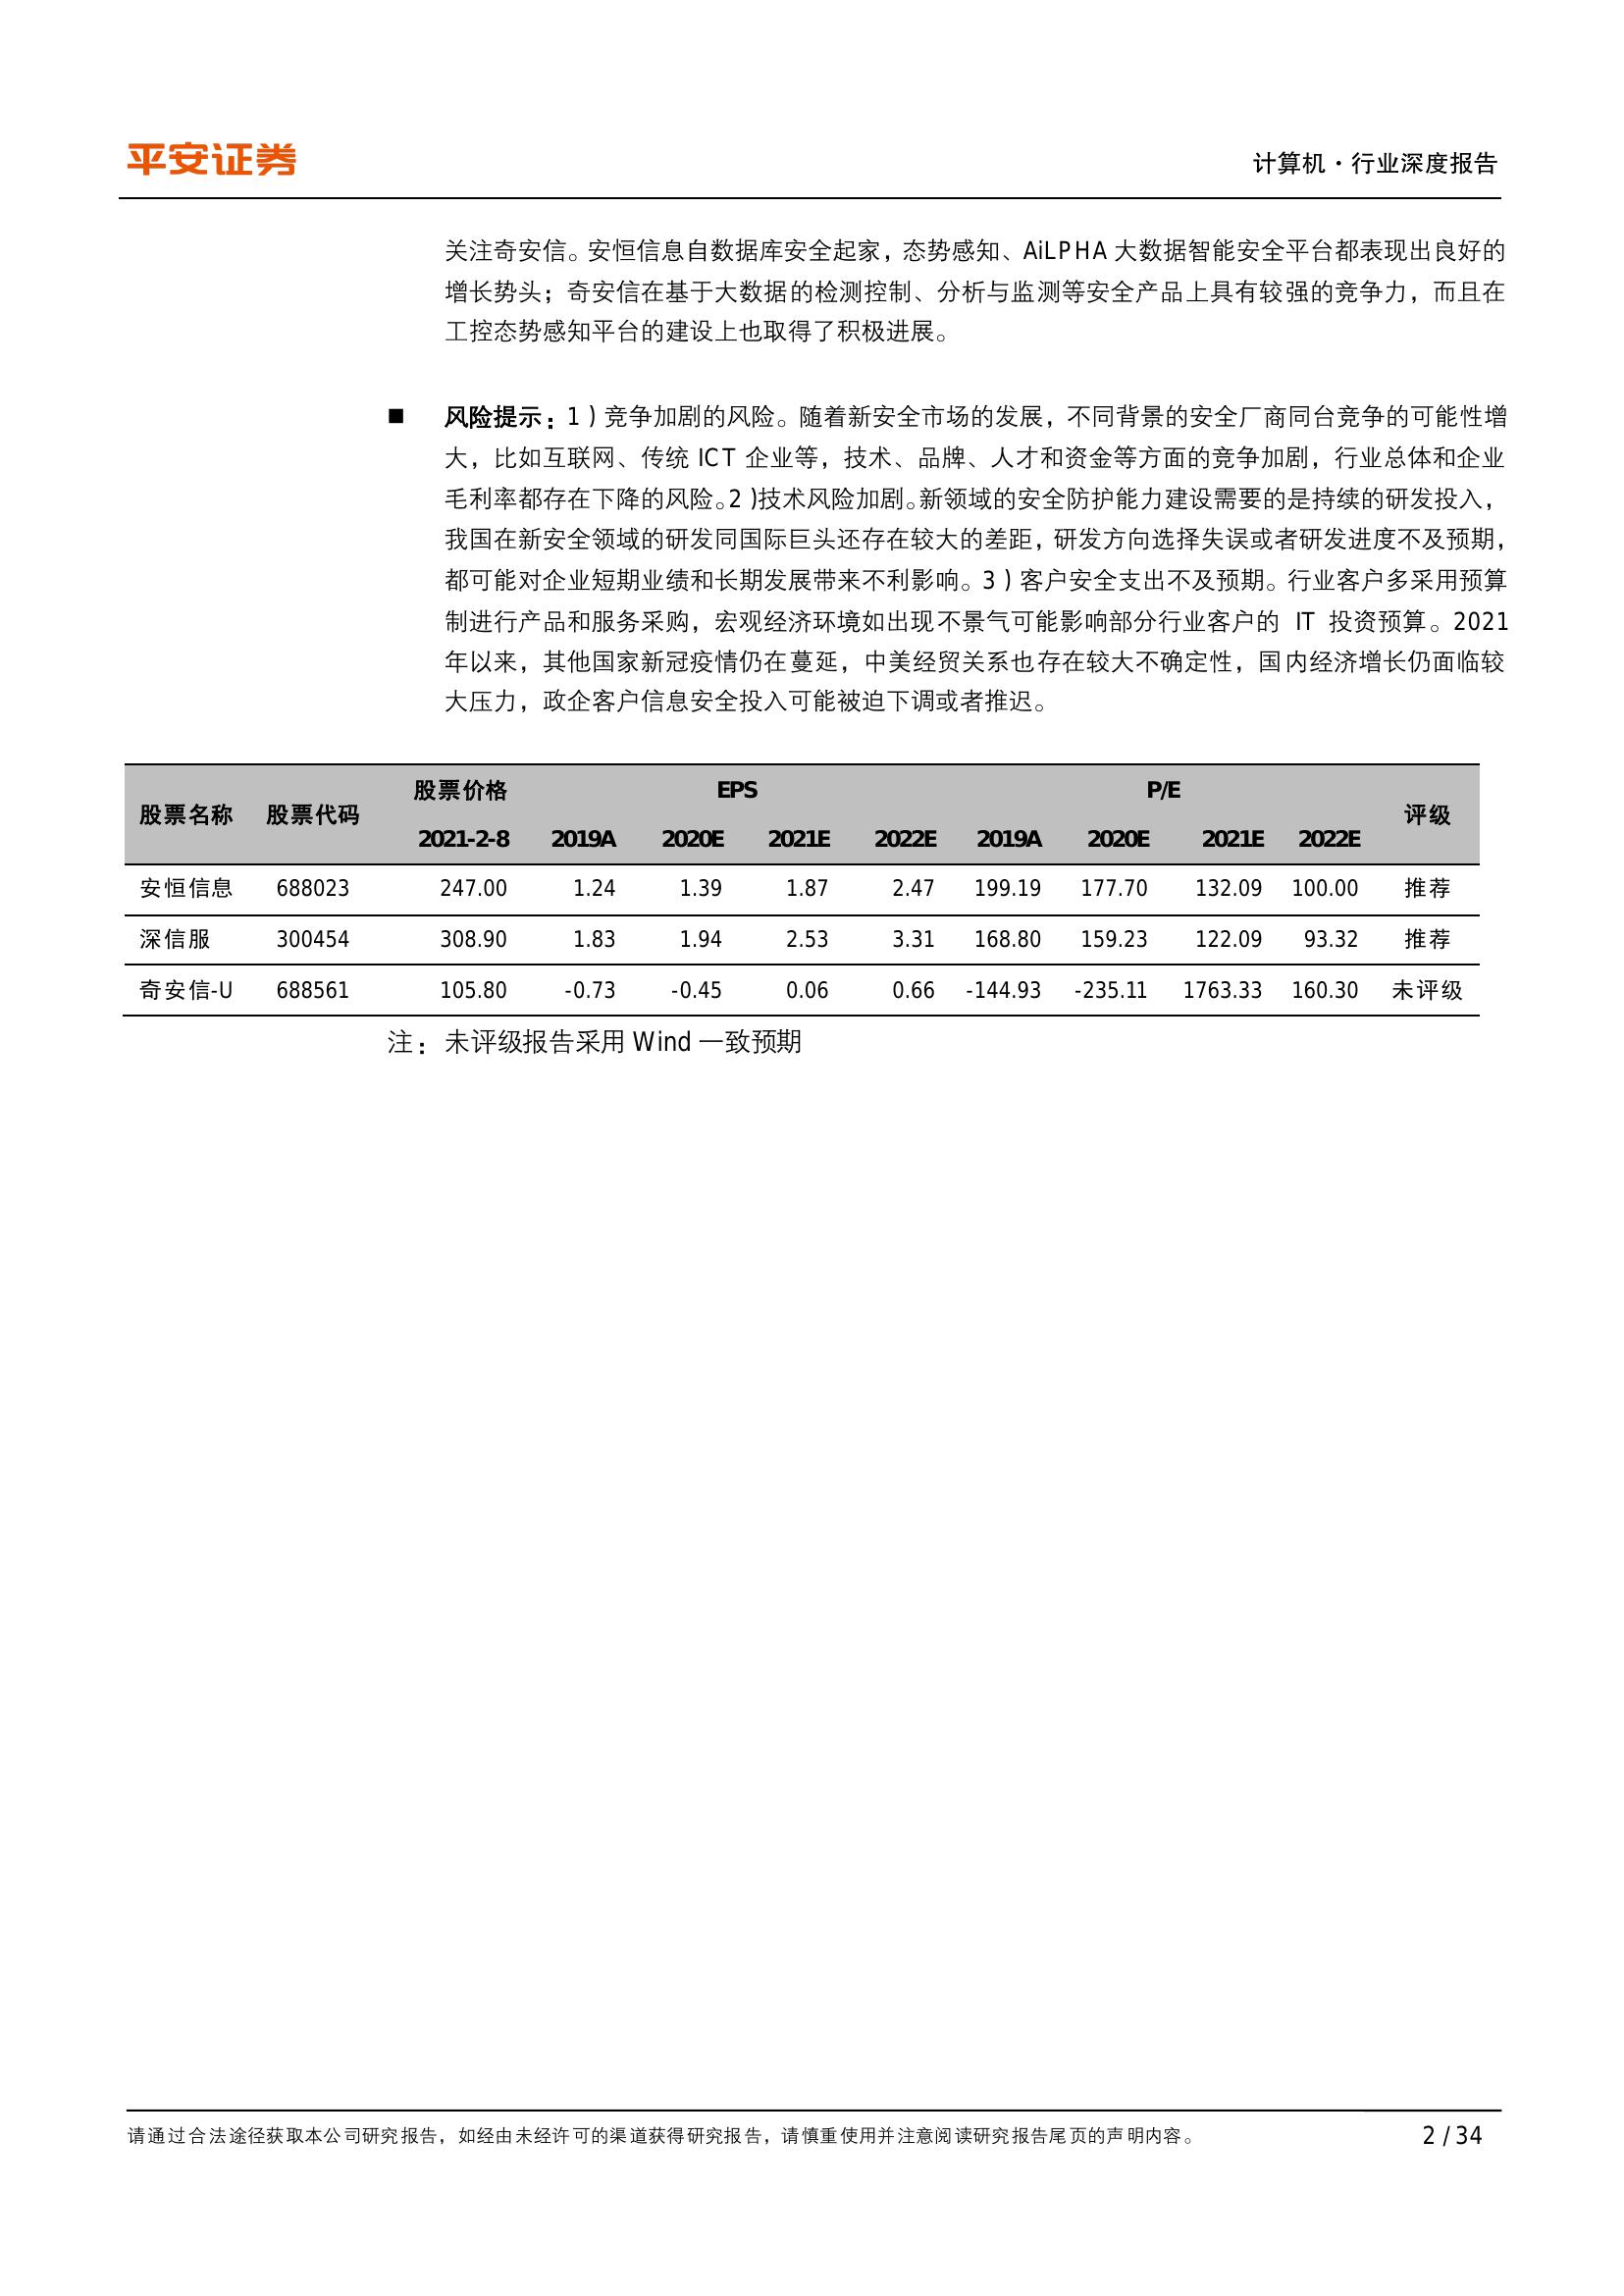 平安证券
计算机·行业深度报告
关注奇安信。安恒信息自数据库安全起家，态势感知、AiLPHA 大数据智能安全平台都表现出良好的
增长势头；奇安信在基于大数据的检测控制、分析与监测等安全产品上具有较强的竞争力，而且在
工控态势感知平台的建设上也取得了积极进展。
■ 风险提示：1）竞争加剧的风险。随着新安全市场的发展，不同背景的安全厂商同台竞争的可能性增
大，比如互联网、传统 ICT 企业等，技术、品牌、人才和资金等方面的竞争加剧，行业总体和企业
毛利率都存在下降的风险。2）技术风险加剧。新领域的安全防护能力建设需要的是持续的研发投入，
我国在新安全领域的研发同国际巨头还存在较大的差距，研发方向选择失误或者研发进度不及预期，
都可能对企业短期业绩和长期发展带来不利影响。3）客户安全支出不及预期。行业客户多采用预算
制进行产品和服务采购，宏观经济环境如出现不景气可能影响部分行业客户的 IT 投资预算。2021
年以来，其他国家新冠疫情仍在蔓延，中美经贸关系也存在较大不确定性，国内经济增长仍面临较
大压力，政企客户信息安全投入可能被迫下调或者推迟。
股票名称 股票代码 股票价格 EPS P/E 评级
2021-2-8 2019A 2020E 2021E 2022E 2019A 2020E 2021E 2022E
安恒信息 688023 247.00 1.24 1.39 1.87 2.47 199.19 177.70 132.09 100.00 推荐
深信服 300454 308.90 1.83 1.94 2.53 3.31 168.80 159.23 122.09 93.32 推荐
奇安信-U 688561 105.80 -0.73 -0.45 0.06 0.66 -144.93 -235.11 1763.33 160.30 未评级
注：未评级报告采用 Wind 一致预期
请通过合法途径获取本公司研究报告，如经由未经许可的渠道获得研究报告，请慎重使用并注意阅读研究报告尾页的声明内容。
2 / 34